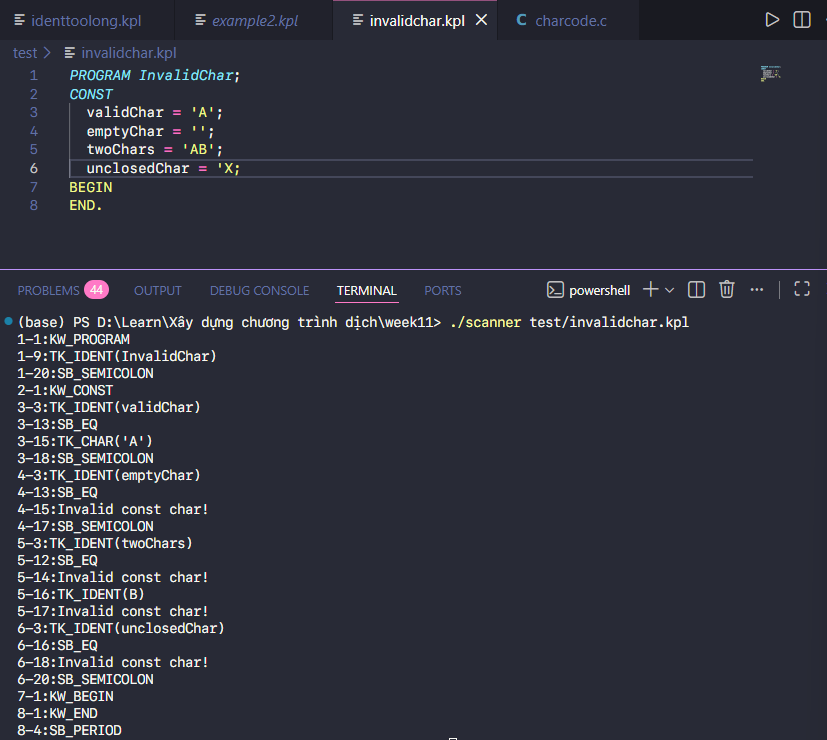 identtoolong.kpl example2.kpl invalidchar.kpl C charcode.c
test > invalidchar.kpl
1 PROGRAM InvalidChar;
2 CONST
3 validChar = 'A';
4 emptyChar = '';
5 twoChars = 'AB';
6 unclosedChar = 'X;
7 BEGIN
8 END.
PROBLEMS 44 OUTPUT DEBUG CONSOLE TERMINAL PORTS powershell
(base) PS D:\Learn\Xây dựng chương trình dịch\week11> ./scanner test/invalidchar.kpl
1-1:KW_PROGRAM
1-9:TK_IDENT(InvalidChar)
1-20:SB_SEMICOLON
2-1:KW_CONST
3-3:TK_IDENT(validChar)
3-13:SB_EQ
3-15:TK_CHAR('A')
3-18:SB_SEMICOLON
4-3:TK_IDENT(emptyChar)
4-13:SB_EQ
4-15:Invalid const char!
4-17:SB_SEMICOLON
5-3:TK_IDENT(twoChars)
5-12:SB_EQ
5-14:Invalid const char!
5-16:TK_IDENT(B)
5-17:Invalid const char!
6-3:TK_IDENT(unclosedChar)
6-16:SB_EQ
6-18:Invalid const char!
6-20:SB_SEMICOLON
7-1:KW_BEGIN
8-1:KW_END
8-4:SB_PERIOD